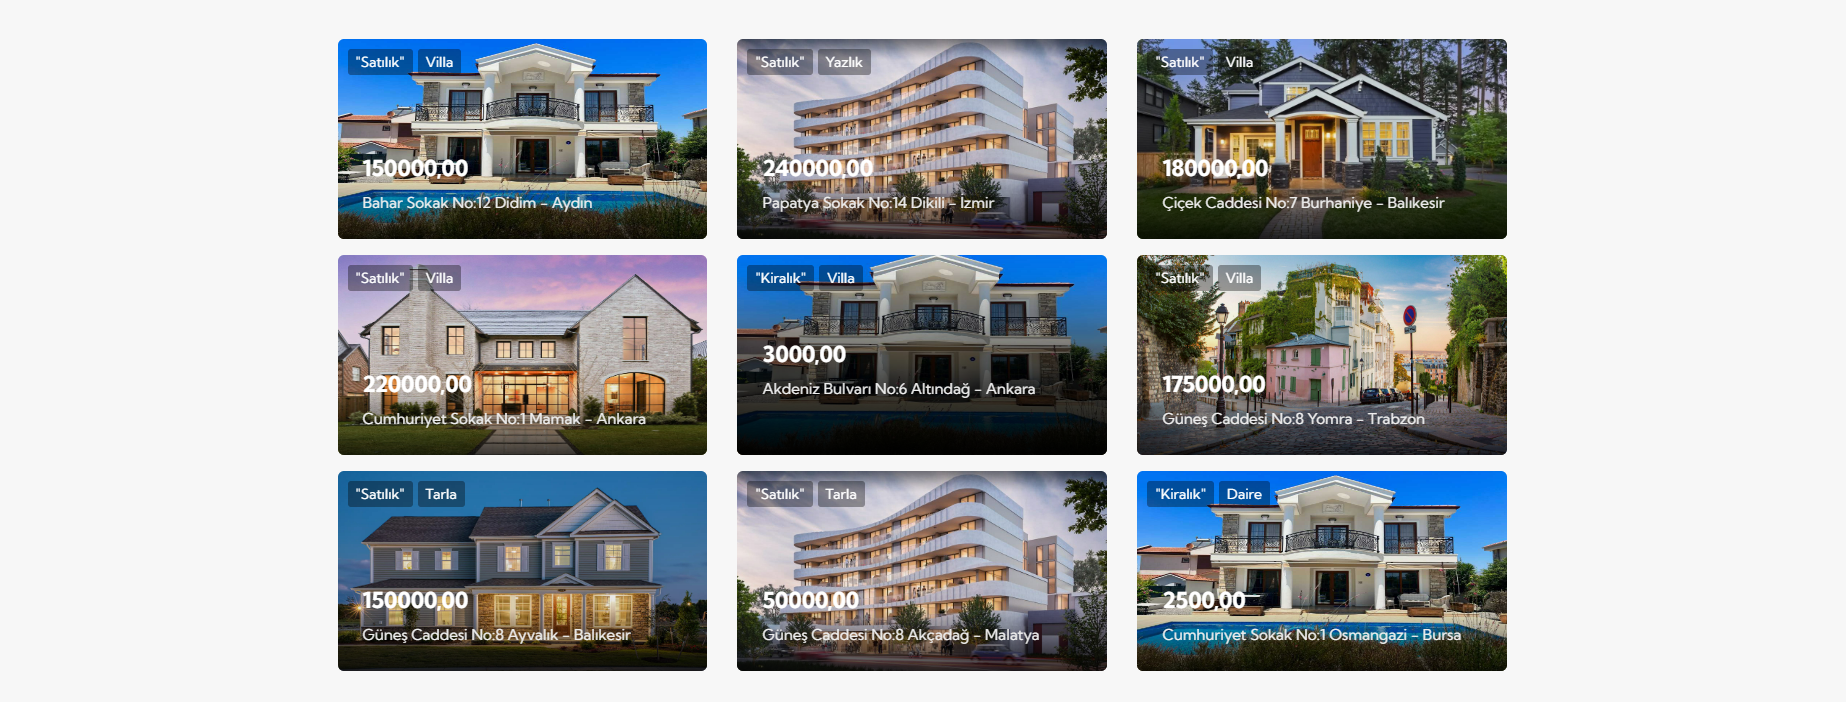 "Satılık" Villa
150000,00
Bahar Sokak No:12 Didim - Aydın
"Satılık" Yazlık
240000,00
Papatya Sokak No:14 Dikili - İzmir
"Satılık" Villa
180000,00
Çiçek Caddesi No:7 Burhaniye - Balıkesir
"Satılık" Villa
220000,00
Cumhuriyet Sokak No:1 Mamak - Ankara
"Kiralık" Villa
3000,00
Akdeniz Bulvarı No:6 Altındağ - Ankara
"Satılık" Villa
175000,00
Güneş Caddesi No:8 Yomra - Trabzon
"Satılık" Tarla
150000,00
Güneş Caddesi No:8 Ayvalık - Balıkesir
"Satılık" Tarla
50000,00
Güneş Caddesi No:8 Akçadağ - Malatya
"Kiralık" Daire
2500,00
Cumhuriyet Sokak No:1 Osmangazi - Bursa